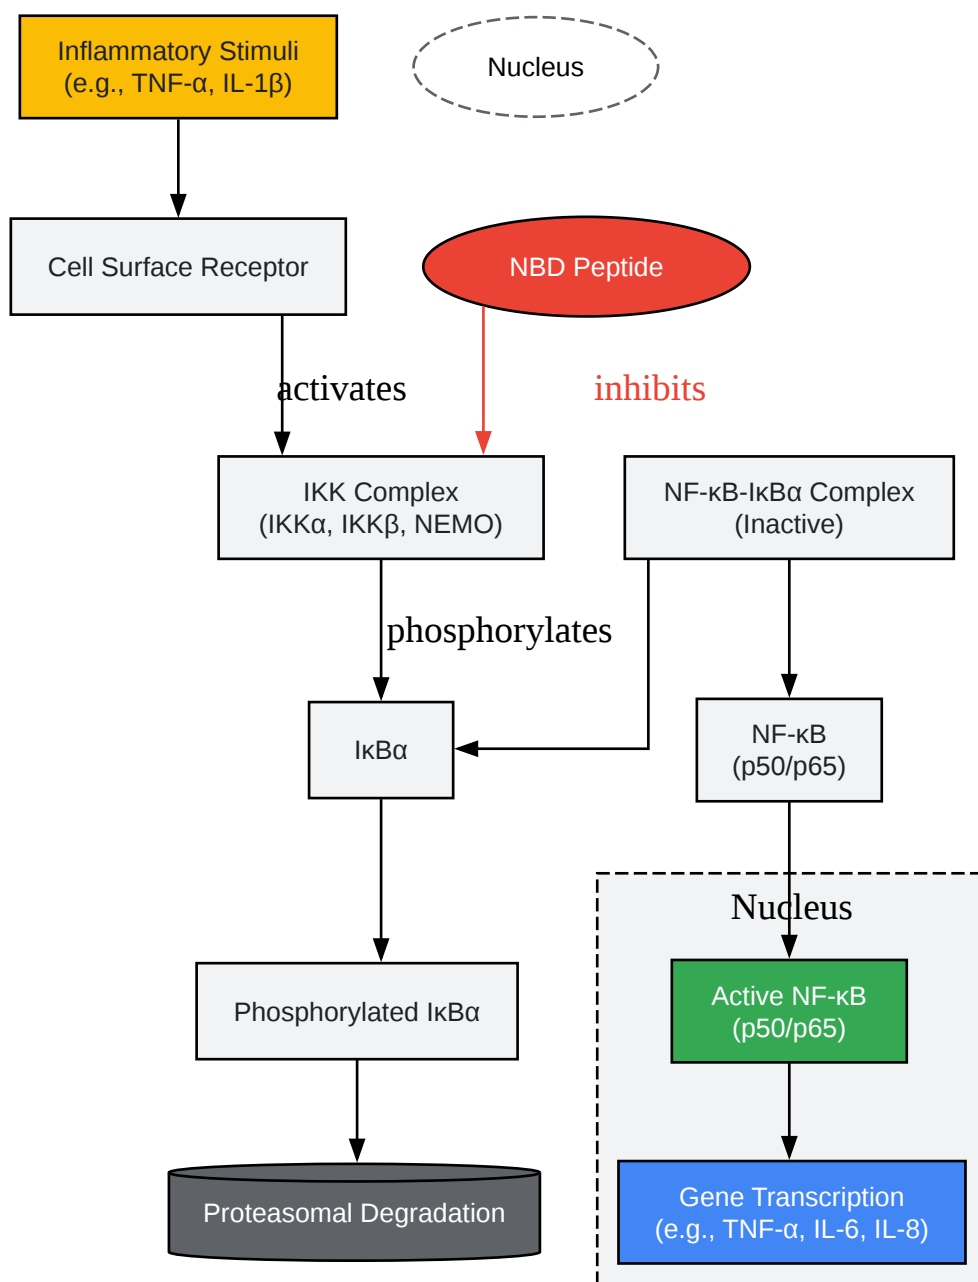 Inflammatory Stimuli
(e.g., TNF-α, IL-1β)
Nucleus
Cell Surface Receptor
NBD Peptide
activates
inhibits
IKK Complex
(IKKα, IKKβ, NEMO)
NF-κB-IκBα Complex
(Inactive)
phosphorylates
IκBα
NF-κB
(p50/p65)
Nucleus
Active NF-κB
(p50/p65)
Phosphorylated IκBα
Proteasomal Degradation
Gene Transcription
(e.g., TNF-α, IL-6, IL-8)